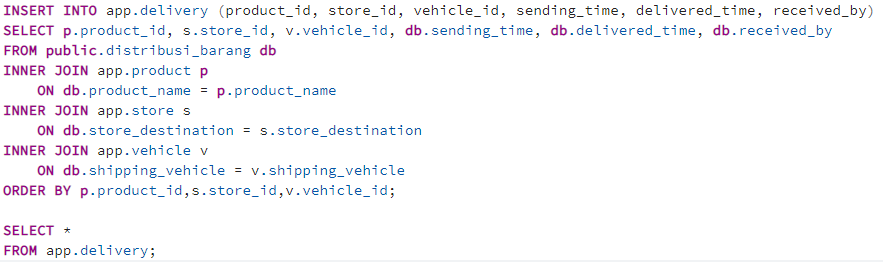 INSERT INTO app.delivery (product_id, store_id, vehicle_id, sending_time, delivered_time, received_by)
SELECT p.product_id, s.store_id, v.vehicle_id, db.sending_time, db.delivered_time, db.received_by
FROM public.distribusi_barang db
INNER JOIN app.product p
    ON db.product_name = p.product_name
INNER JOIN app.store s
    ON db.store_destination = s.store_destination
INNER JOIN app.vehicle v
    ON db.shipping_vehicle = v.shipping_vehicle
ORDER BY p.product_id,s.store_id,v.vehicle_id;

SELECT *
FROM app.delivery;